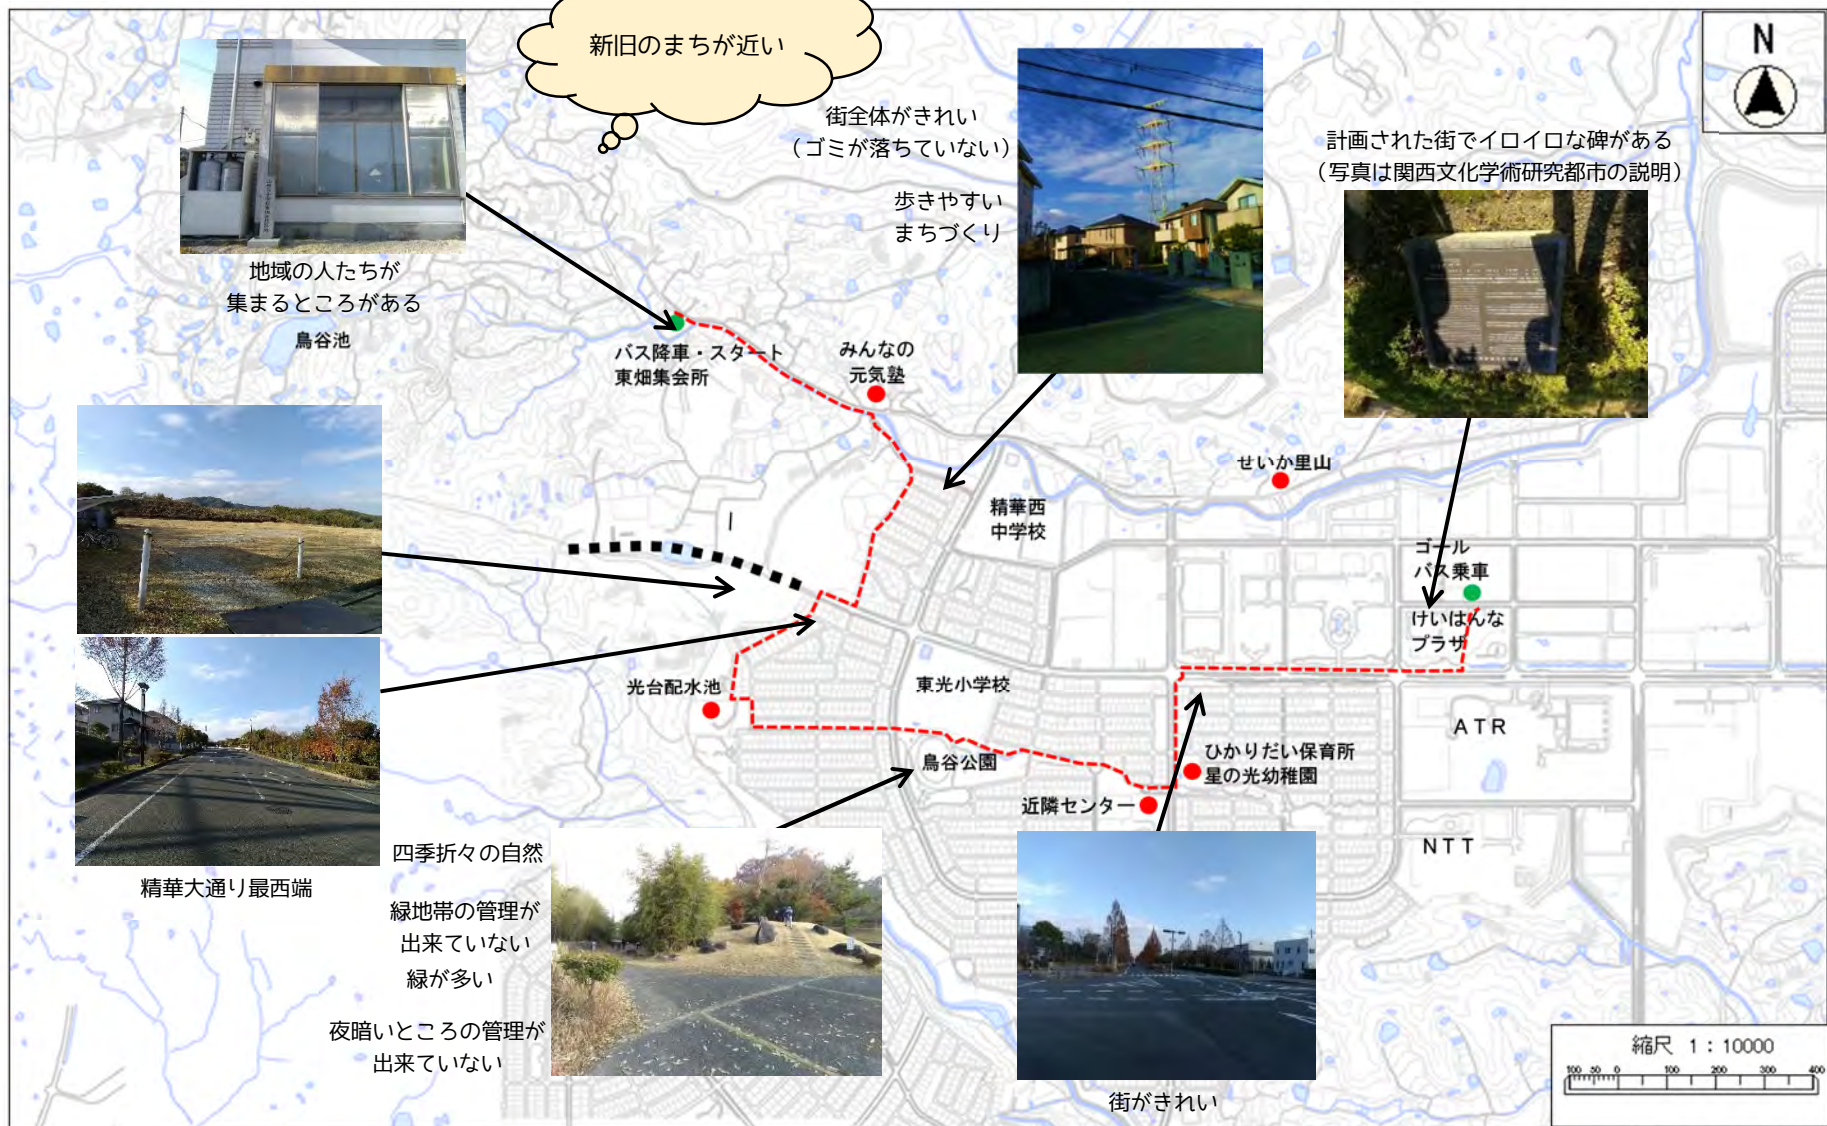 新旧のまちが近い
N
街全体がきれい
（ゴミが落ちていない）
歩きやすい
まちづくり
計画された街でイロイロな碑がある
（写真は関西文化学術研究都市の説明）
地域の人たちが
集まるところがある
鳥谷池
バス降車・スタート
東畑集会所
みんなの
元気塾
せいか里山
精華西
中学校
ゴール
バス乗車
けいはんな
プラザ
光台配水池
東光小学校
鳥谷公園
ひかりだい保育所
星の光幼稚園
近隣センター
ATR
NTT
精華大通り最西端
四季折々の自然
緑地帯の管理が
出来ていない
緑が多い
夜暗いところの管理が
出来ていない
街がきれい
縮尺 1：10000
100 50 0 100 200 300 400